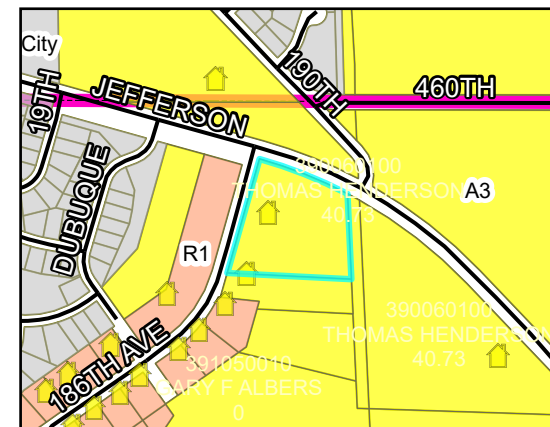 City
19TH
JEFFERSON
190TH
460TH
DUBUQUE
390060100
THOMAS HENDERSON
40.73
A3
R1
390060100
THOMAS HENDERSON
40.73
186TH AVE
391050010
GARY F ALBERS
0